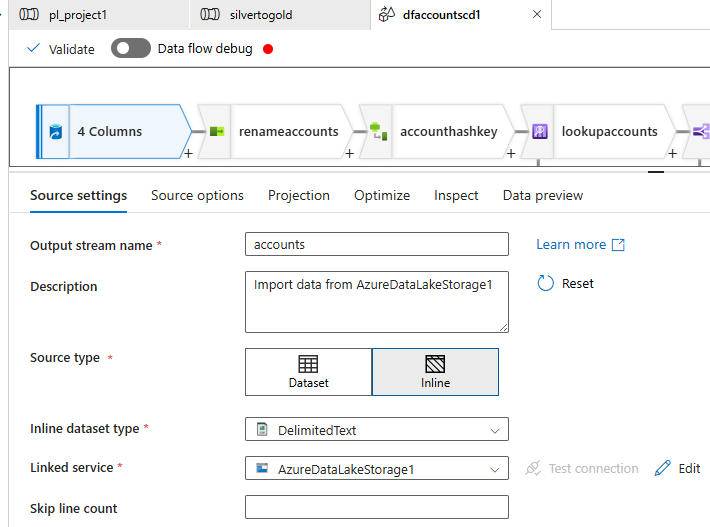 pl_project1 silvertogold dfaccountscd1
Validate Data flow debug
4 Columns renameaccounts accounthashkey lookupaccounts
+ + + +
Source settings Source options Projection Optimize Inspect Data preview
Output stream name * accounts Learn more
Description Import data from AzureDataLakeStorage1 Reset
Source type *
Dataset Inline
Inline dataset type * DelimitedText
Linked service * AzureDataLakeStorage1 Test connection Edit
Skip line count